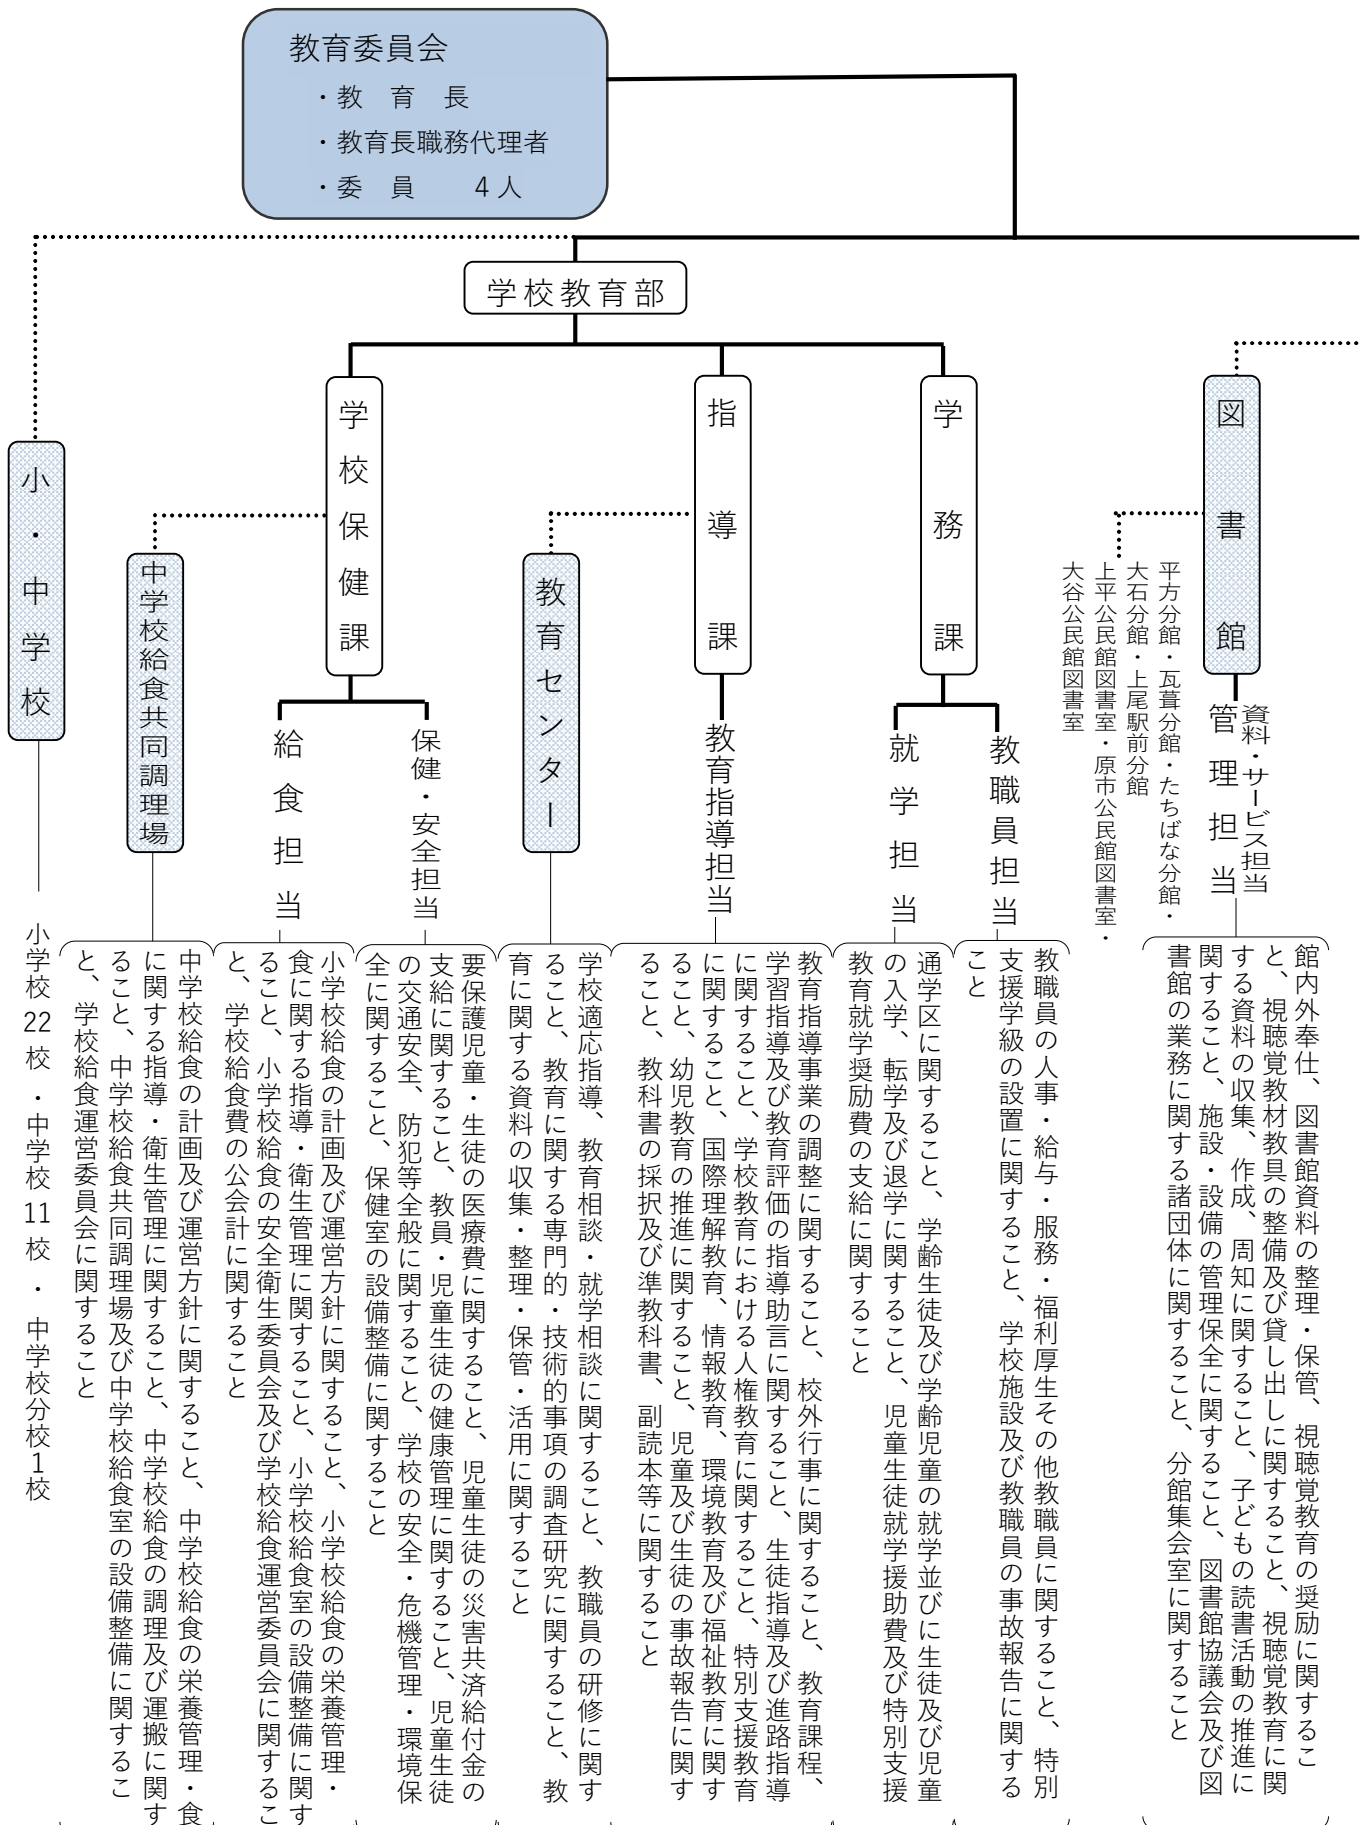 教育委員会
・教　育　長
・教育長職務代理者
・委　員　　4人
学校教育部
図書館
資料・サービス担当
管理担当
平方分館・瓦葺分館・たちばな分館・
大石分館・上尾駅前分館
上平公民館図書室・原市公民館図書室・
大谷公民館図書室
館内外奉仕、図書館資料の整理・保管、視聴覚教育の奨励に関するこ
と、視聴覚教材教具の整備及び貸し出しに関すること、視聴覚教育に関
する資料の収集、作成、周知に関すること、子どもの読書活動の推進に
関すること、施設・設備の管理保全に関すること、図書館協議会及び図
書館の業務に関する諸団体に関すること、分館集会室に関すること
学務課
教職員担当
教職員の人事・給与・服務・福利厚生その他教職員に関すること、特別
支援学級の設置に関すること、学校施設及び教職員の事故報告に関する
こと
就学担当
通学区に関すること、学齢生徒及び学齢児童の就学並びに生徒及び児童
の入学、転学及び退学に関すること、児童生徒就学援助費及び特別支援
教育就学奨励費の支給に関すること
指導課
教育指導担当
教育指導事業の調整に関すること、校外行事に関すること、教育課程、
学習指導及び教育評価の指導助言に関すること、生徒指導及び進路指導
に関すること、学校教育における人権教育に関すること、特別支援教育
に関すること、国際理解教育、情報教育、環境教育及び福祉教育に関す
ること、幼児教育の推進に関すること、児童及び生徒の事故報告に関す
ること、教科書の採択及び準教科書、副読本等に関すること
教育センター
学校適応指導、教育相談・就学相談に関すること、教職員の研修に関す
ること、教育に関する専門的・技術的事項の調査研究に関すること、教
育に関する資料の収集・整理・保管・活用に関すること
学校保健課
保健・安全担当
要保護児童・生徒の医療費に関すること、児童生徒の災害共済給付金の
支給に関すること、教員・児童生徒の健康管理に関すること、児童生徒
の交通安全、防犯等全般に関すること、学校の安全・危機管理・環境保
全に関すること、保健室の設備整備に関すること
給食担当
小学校給食の計画及び運営方針に関すること、小学校給食の栄養管理・
食に関する指導・衛生管理に関すること、小学校給食室の設備整備に関す
ること、小学校給食の安全衛生委員会及び学校給食運営委員会に関するこ
と、学校給食費の公会計に関すること
中学校給食共同調理場
中学校給食の計画及び運営方針に関すること、中学校給食の栄養管理・食
に関する指導・衛生管理に関すること、中学校給食の調理及び運搬に関す
ること、中学校給食共同調理場及び中学校給食室の設備整備に関するこ
と、学校給食運営委員会に関すること
小・中学校
小学校22校・中学校11校・中学校分校1校